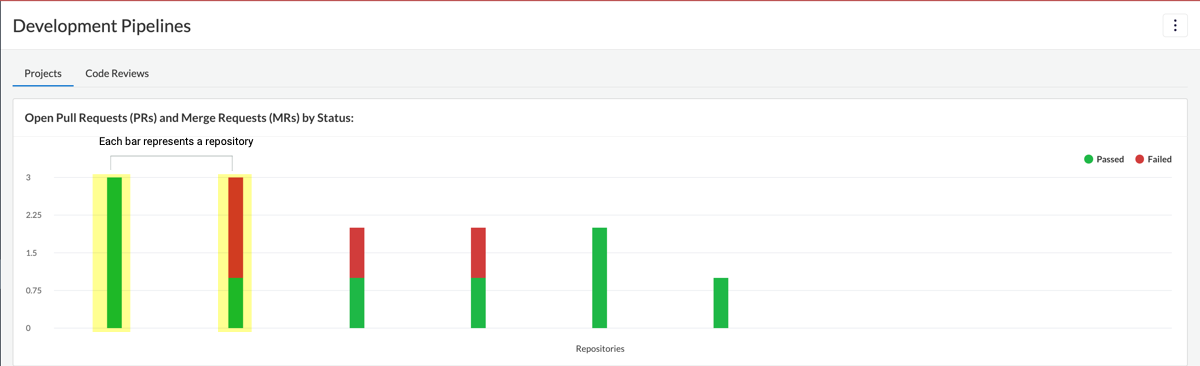 Development Pipelines
Projects Code Reviews
Open Pull Requests (PRs) and Merge Requests (MRs) by Status:
Each bar represents a repository
Passed Failed
3
2.25
1.5
0.75
0
Repositories